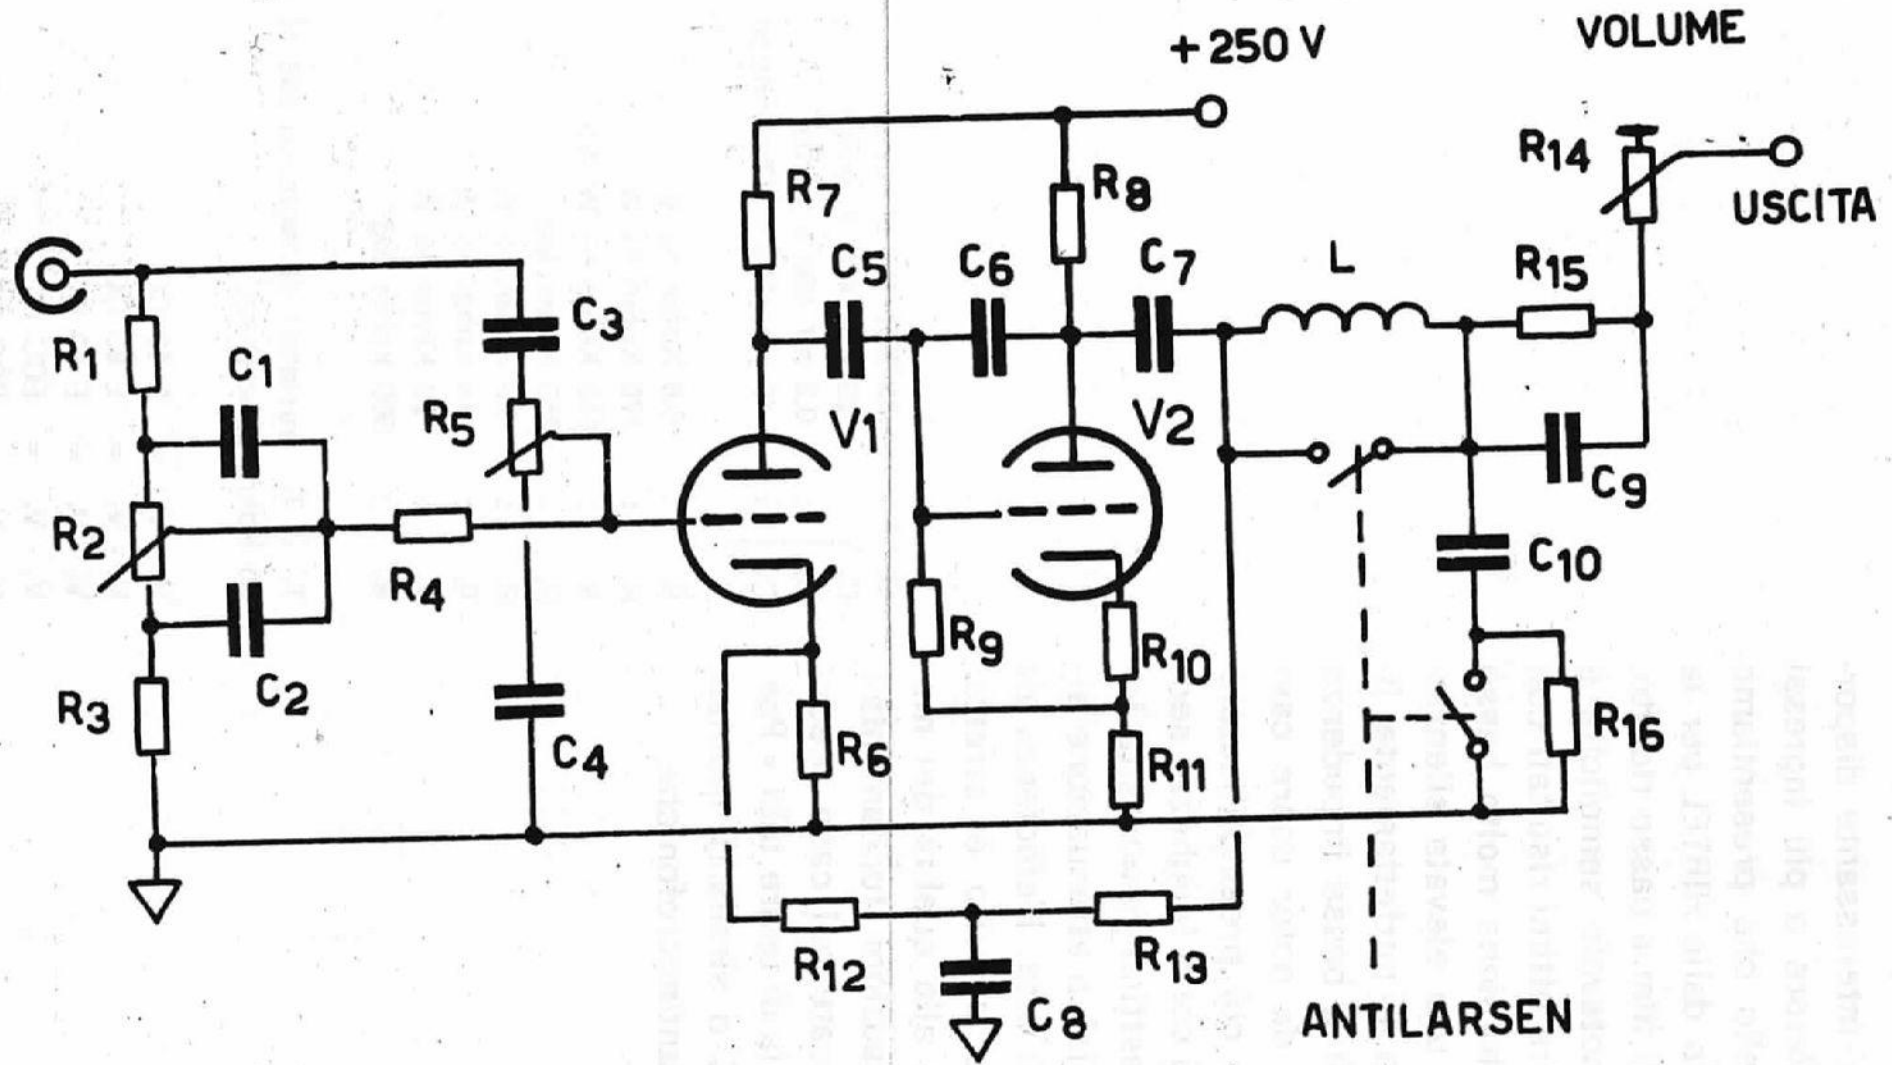 +250 V
VOLUME
R14
USCITA
R7
R8
C5
C6
C7
L
R15
C3
R1
C1
R5
V1
V2
C9
R2
R4
C10
R9
R10
C2
R3
C4
R6
R11
R16
R12
R13
C8
ANTILARSEN